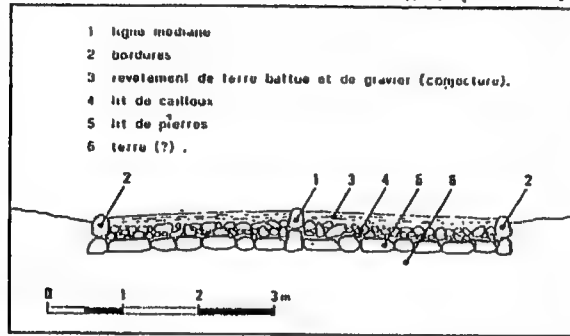 1 ligne médiane
2 bordures
3 revêtement de terre battue et de gravier (conjecture).
4 lit de cailloux
5 lit de pierres
6 terre (?) .
2 1 3 4 5 6 2
0 1 2 3 m